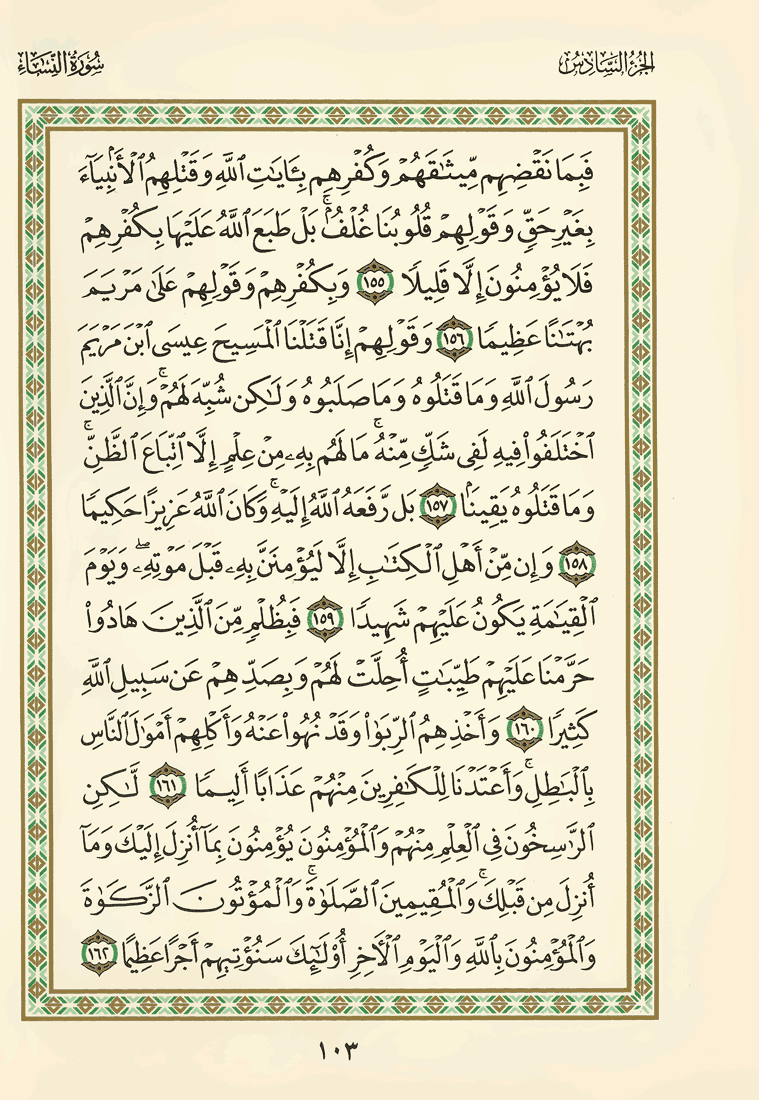 الجزء السادس
سورة النساء
فَبِمَا نَقْضِهِم مِّيثَٰقَهُمْ وَكُفْرِهِم بِـَٔايَٰتِ ٱللَّهِ وَقَتْلِهِمُ ٱلْأَنۢبِيَآءَ
بِغَيْرِ حَقٍّ وَقَوْلِهِمْ قُلُوبُنَا غُلْفٌۢ ۚ بَلْ طَبَعَ ٱللَّهُ عَلَيْهَا بِكُفْرِهِمْ
فَلَا يُؤْمِنُونَ إِلَّا قَلِيلًا ١٥٥ وَبِكُفْرِهِمْ وَقَوْلِهِمْ عَلَىٰ مَرْيَمَ
بُهْتَٰنًا عَظِيمًا ١٥٦ وَقَوْلِهِمْ إِنَّا قَتَلْنَا ٱلْمَسِيحَ عِيسَى ٱبْنَ مَرْيَمَ
رَسُولَ ٱللَّهِ وَمَا قَتَلُوهُ وَمَا صَلَبُوهُ وَلَٰكِن شُبِّهَ لَهُمْ ۚ وَإِنَّ ٱلَّذِينَ
ٱخْتَلَفُوا۟ فِيهِ لَفِى شَكٍّ مِّنْهُ ۚ مَا لَهُم بِهِۦ مِنْ عِلْمٍ إِلَّا ٱتِّبَاعَ ٱلظَّنِّ ۚ
وَمَا قَتَلُوهُ يَقِينًۢا ١٥٧ بَل رَّفَعَهُ ٱللَّهُ إِلَيْهِ ۚ وَكَانَ ٱللَّهُ عَزِيزًا حَكِيمًا
١٥٨ وَإِن مِّنْ أَهْلِ ٱلْكِتَٰبِ إِلَّا لَيُؤْمِنَنَّ بِهِۦ قَبْلَ مَوْتِهِۦ ۖ وَيَوْمَ
ٱلْقِيَٰمَةِ يَكُونُ عَلَيْهِمْ شَهِيدًا ١٥٩ فَبِظُلْمٍ مِّنَ ٱلَّذِينَ هَادُوا۟
حَرَّمْنَا عَلَيْهِمْ طَيِّبَٰتٍ أُحِلَّتْ لَهُمْ وَبِصَدِّهِمْ عَن سَبِيلِ ٱللَّهِ
كَثِيرًا ١٦٠ وَأَخْذِهِمُ ٱلرِّبَوٰا۟ وَقَدْ نُهُوا۟ عَنْهُ وَأَكْلِهِمْ أَمْوَٰلَ ٱلنَّاسِ
بِٱلْبَٰطِلِ ۚ وَأَعْتَدْنَا لِلْكَٰفِرِينَ مِنْهُمْ عَذَابًا أَلِيمًا ١٦١ لَّٰكِنِ
ٱلرَّٰسِخُونَ فِى ٱلْعِلْمِ مِنْهُمْ وَٱلْمُؤْمِنُونَ يُؤْمِنُونَ بِمَآ أُنزِلَ إِلَيْكَ وَمَآ
أُنزِلَ مِن قَبْلِكَ ۚ وَٱلْمُقِيمِينَ ٱلصَّلَوٰةَ ۚ وَٱلْمُؤْتُونَ ٱلزَّكَوٰةَ
وَٱلْمُؤْمِنُونَ بِٱللَّهِ وَٱلْيَوْمِ ٱلْأَخِرِ أُو۟لَٰٓئِكَ سَنُؤْتِيهِمْ أَجْرًا عَظِيمًا ١٦٢
١٠٣